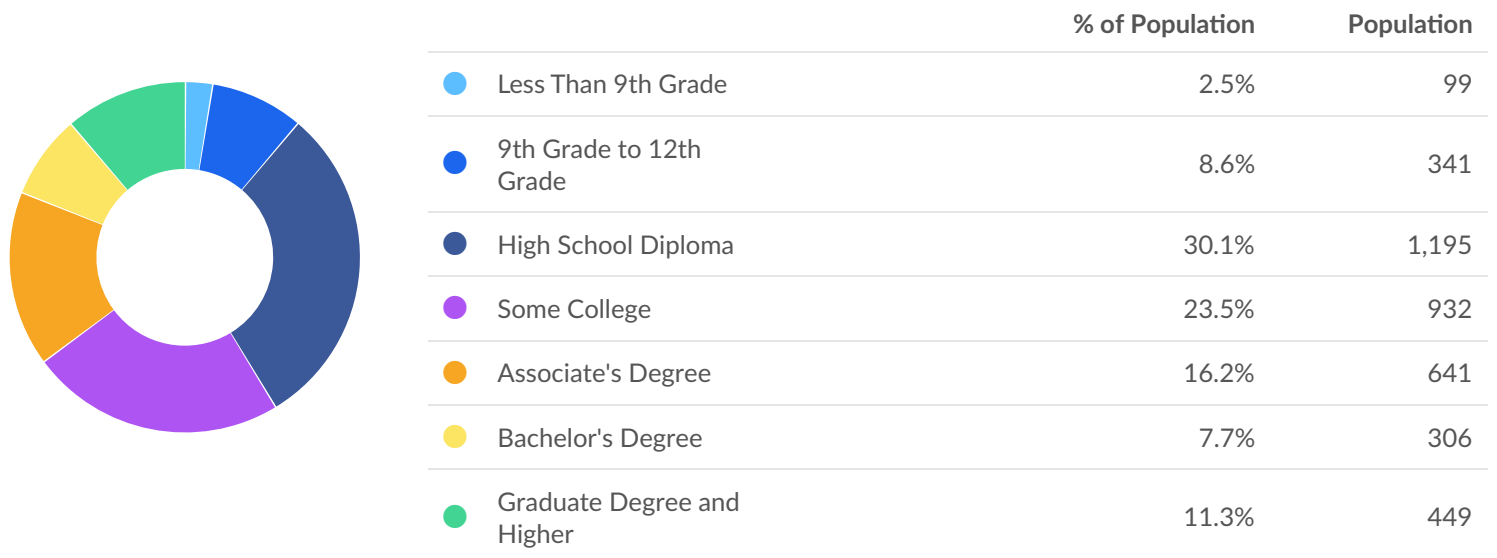 % of Population Population
Less Than 9th Grade 2.5% 99
9th Grade to 12th
Grade 8.6% 341
High School Diploma 30.1% 1,195
Some College 23.5% 932
Associate's Degree 16.2% 641
Bachelor's Degree 7.7% 306
Graduate Degree and
Higher 11.3% 449